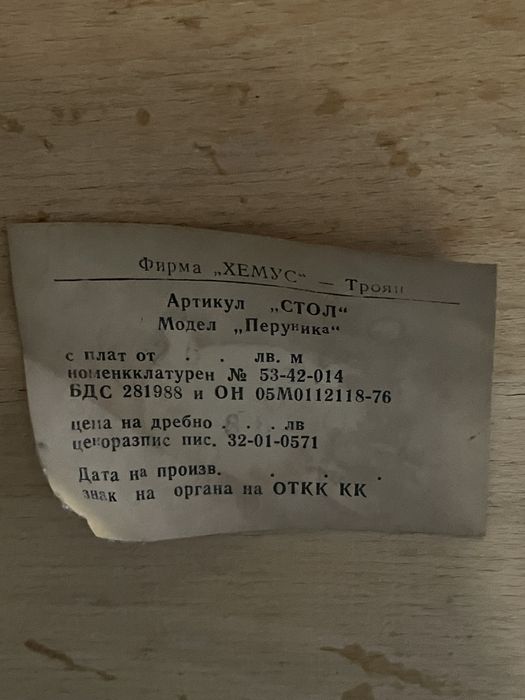 Фирма „ХЕМУС“ — Троян
Артикул „СТОЛ“
Модел „Перуника“
с плат от . . лв. м
номенкклатурен № 53-42-014
БДС 281988 и ОН 05М0112118-76
цена на дребно . . . лв
ценоразпис пис. 32-01-0571
Дата на произв. . . .
знак на органа на ОТКК КК